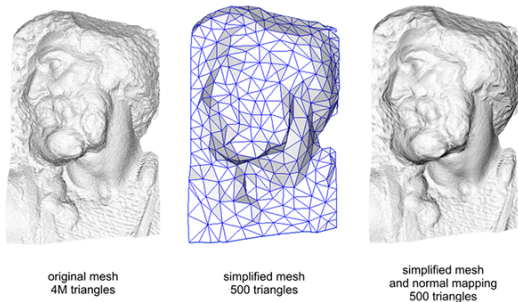 original mesh
4M triangles
simplified mesh
500 triangles
simplified mesh
and normal mapping
500 triangles